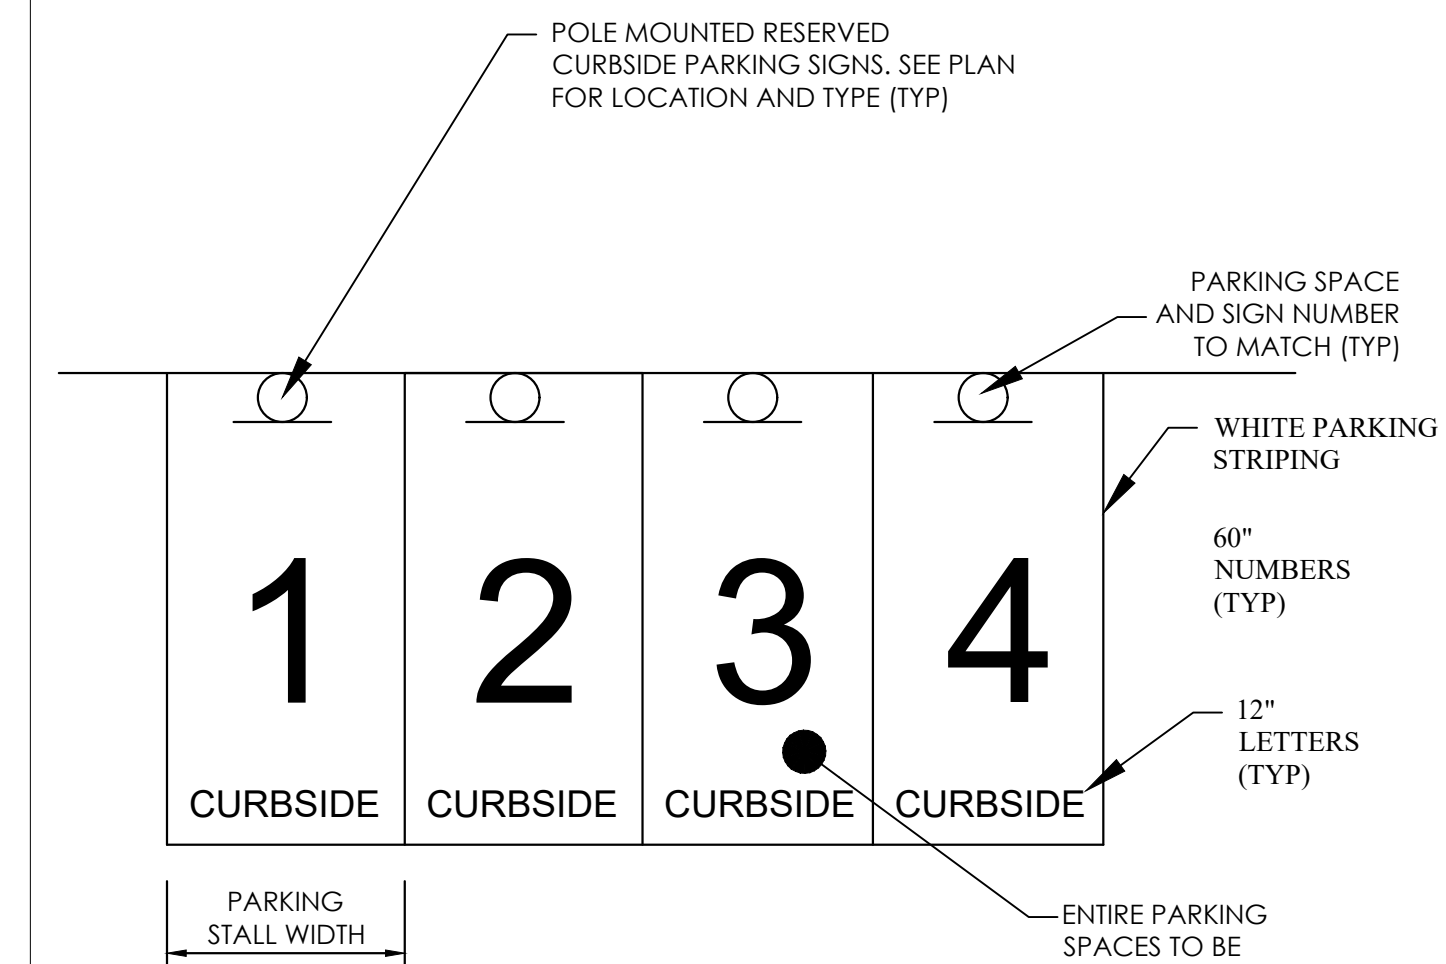 POLE MOUNTED RESERVED
CURBSIDE PARKING SIGNS. SEE PLAN
FOR LOCATION AND TYPE (TYP)
PARKING SPACE
AND SIGN NUMBER
TO MATCH (TYP)
WHITE PARKING
STRIPING
60"
NUMBERS
(TYP)
1 2 3 4
12"
LETTERS
(TYP)
CURBSIDE CURBSIDE CURBSIDE CURBSIDE
PARKING
STALL WIDTH
ENTIRE PARKING
SPACES TO BE